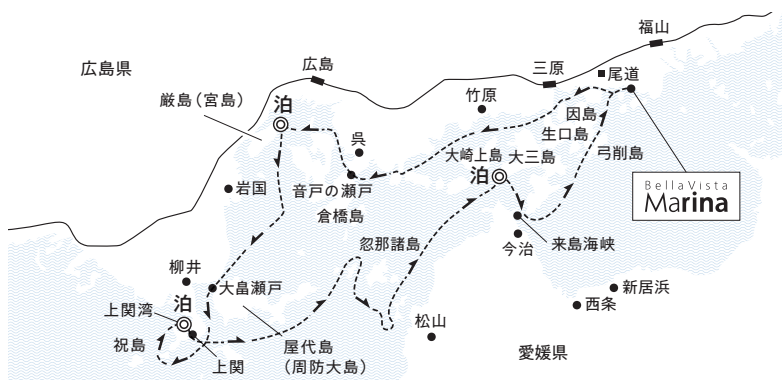 福山
広島
三原
尾道
広島県
厳島（宮島）
泊
竹原
因島
生口島
呉
弓削島
大崎上島
大三島
泊
BellaVista
Marina
岩国
音戸の瀬戸
倉橋島
来島海峡
忽那諸島
今治
柳井
大畠瀬戸
新居浜
西条
泊
上関湾
松山
祝島
上関
屋代島
（周防大島）
愛媛県